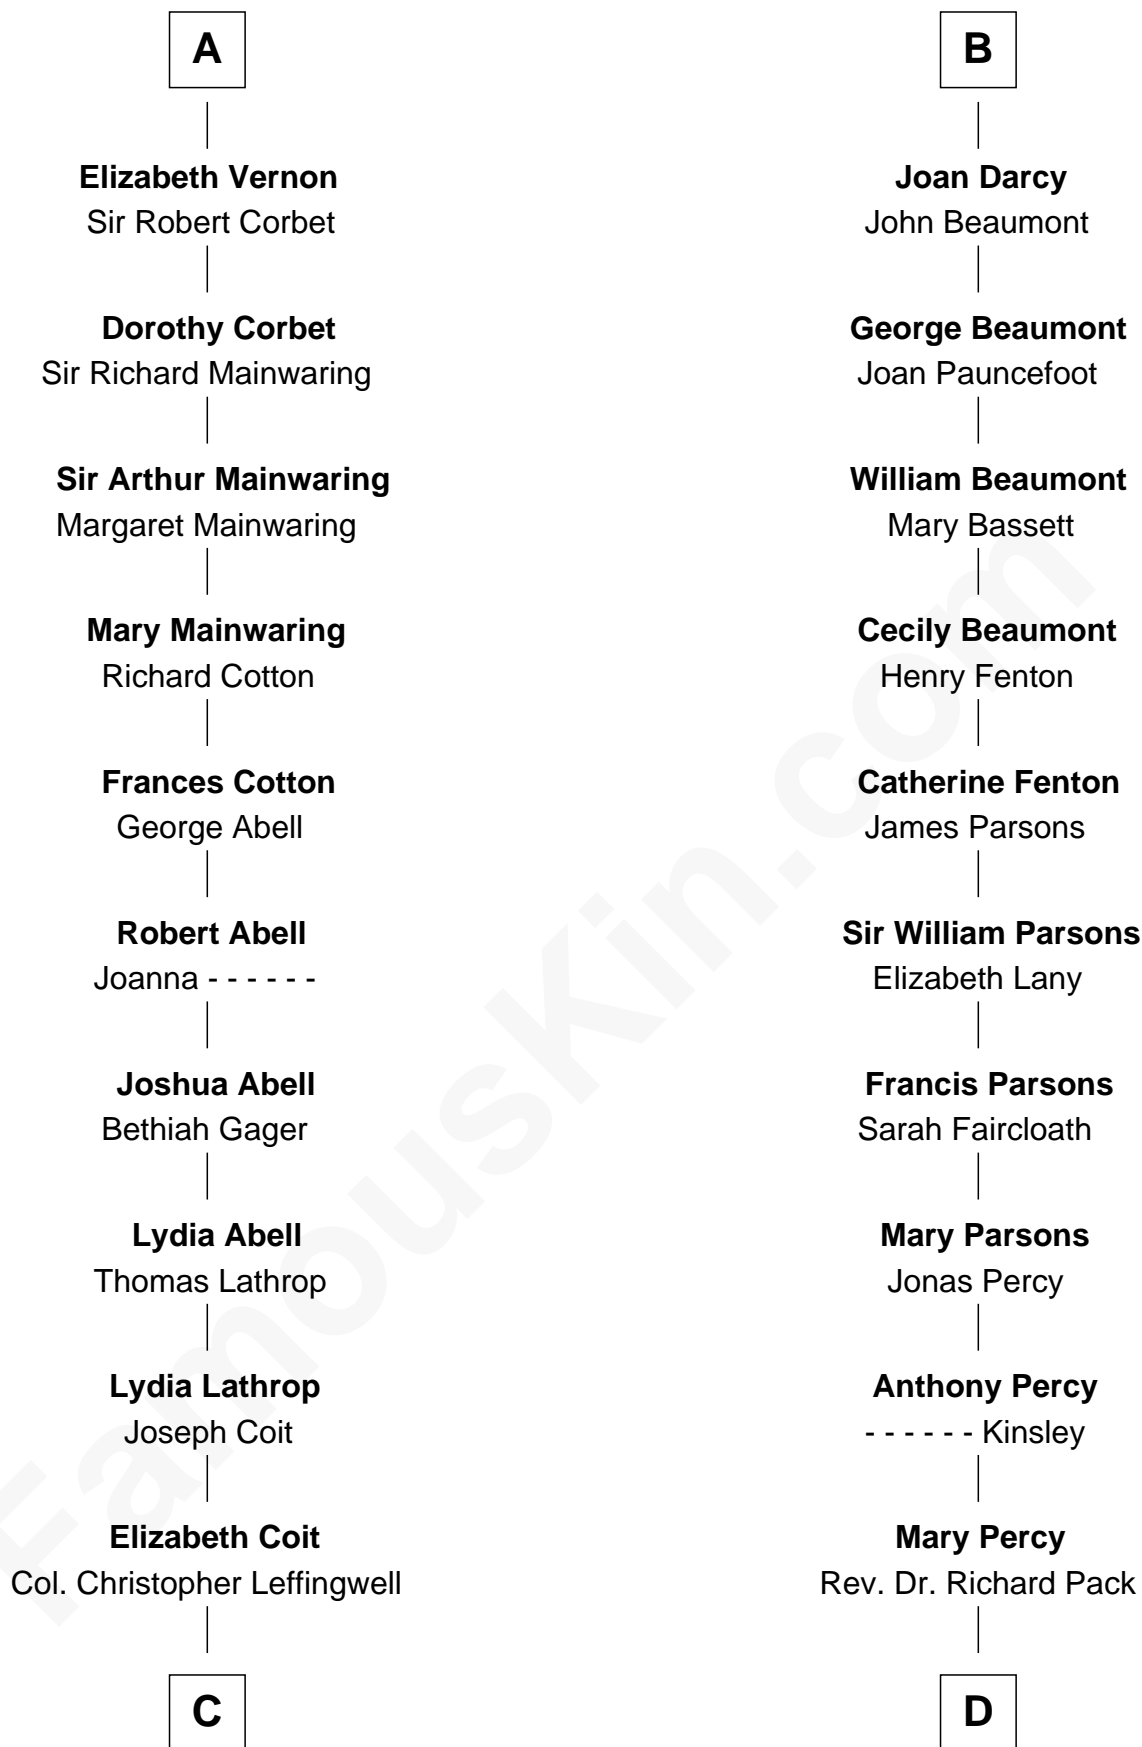 A
Elizabeth Vernon
Sir Robert Corbet
Dorothy Corbet
Sir Richard Mainwaring
Sir Arthur Mainwaring
Margaret Mainwaring
Mary Mainwaring
Richard Cotton
Frances Cotton
George Abell
Robert Abell
Joanna - - - - - -
Joshua Abell
Bethiah Gager
Lydia Abell
Thomas Lathrop
Lydia Lathrop
Joseph Coit
Elizabeth Coit
Col. Christopher Leffingwell
C
B
Joan Darcy
John Beaumont
George Beaumont
Joan Pauncefoot
William Beaumont
Mary Bassett
Cecily Beaumont
Henry Fenton
Catherine Fenton
James Parsons
Sir William Parsons
Elizabeth Lany
Francis Parsons
Sarah Faircloath
Mary Parsons
Jonas Percy
Anthony Percy
- - - - - - Kinsley
Mary Percy
Rev. Dr. Richard Pack
D
FamousKin.com